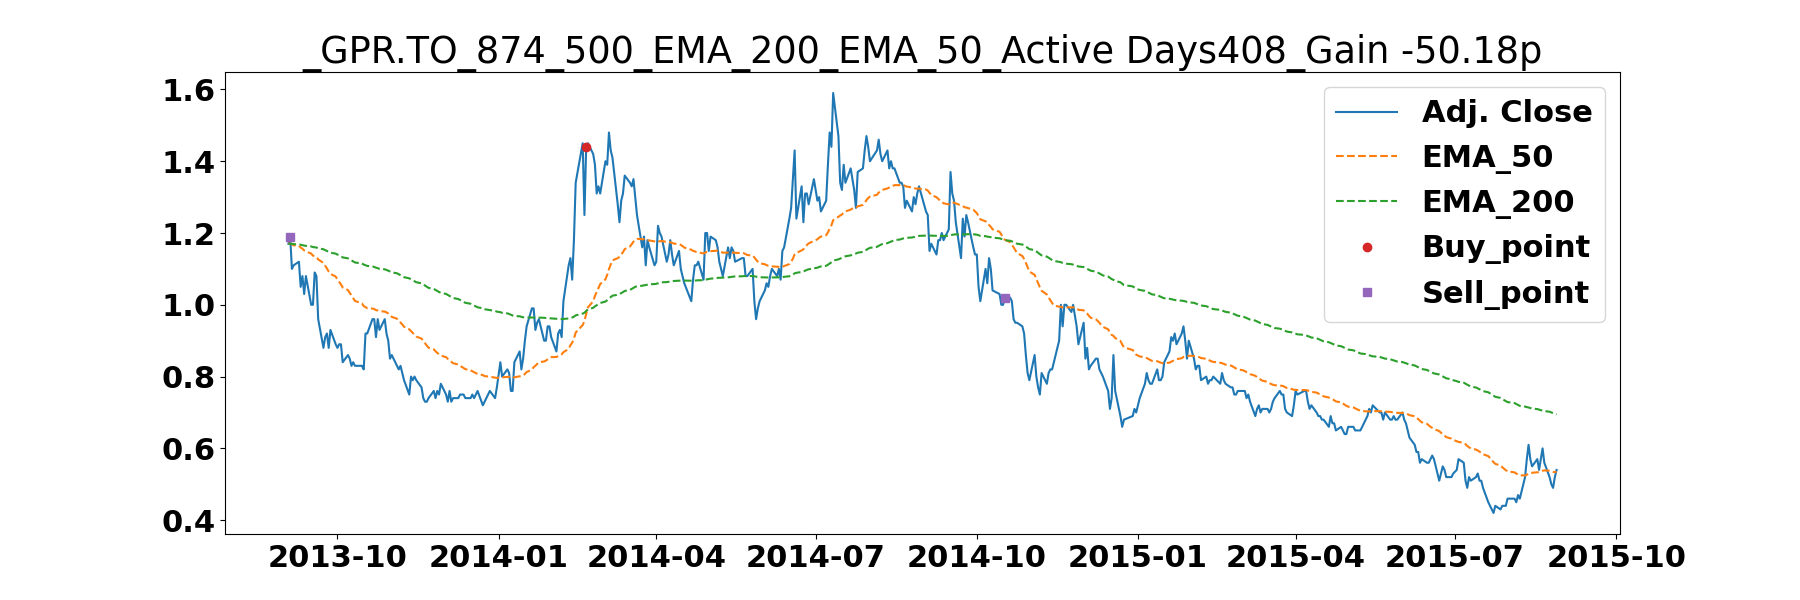 _GPR.TO_874_500_EMA_200_EMA_50_Active Days408_Gain -50.18p
1.6
1.4
1.2
1.0
0.8
0.6
0.4
Adj. Close
EMA_50
EMA_200
Buy_point
Sell_point
2013-10 2014-01 2014-04 2014-07 2014-10 2015-01 2015-04 2015-07 2015-10